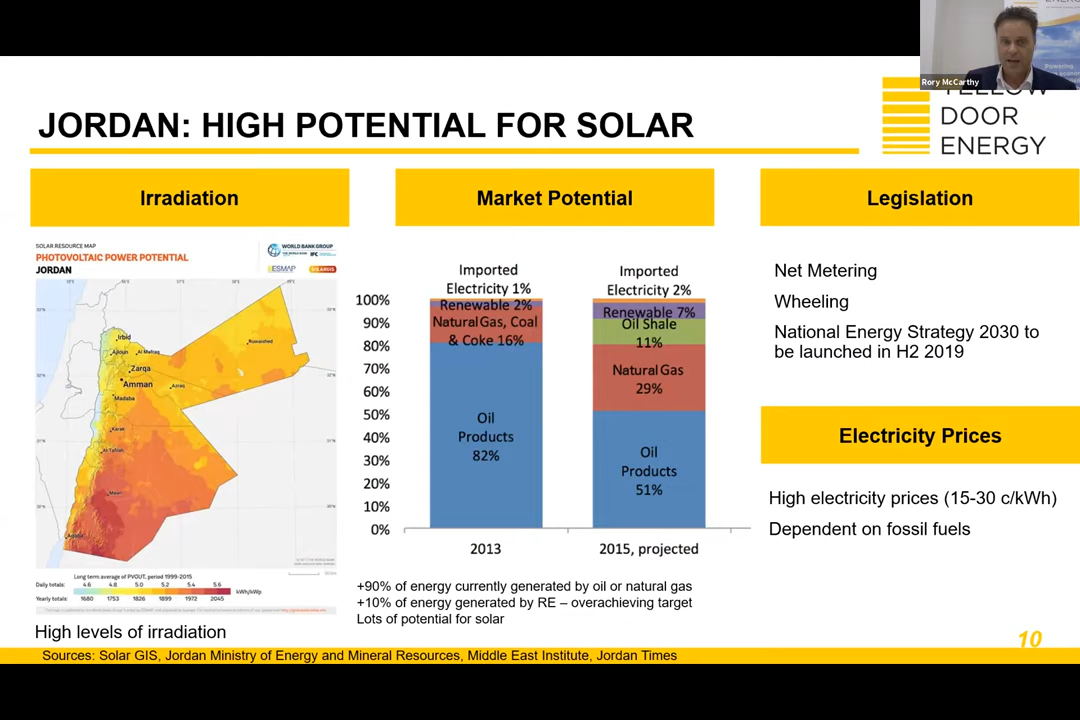 Rory McCarthy
YELLOW
DOOR
ENERGY
JORDAN: HIGH POTENTIAL FOR SOLAR
Irradiation
SOLAR RESOURCE MAP
PHOTOVOLTAIC POWER POTENTIAL
JORDAN
WORLD BANK GROUP
THE WORLD BANK
IFC
ESMAP
SOLARGIS
Irbid
Ajloun
Al Mafraq
Ruwaished
Zarqa
Amman
Azraq
Madaba
Karak
At Tafilah
Maan
Aqaba
Long term average of PVOUT, period 1999-2015
Daily totals: 4.6 4.8 5.0 5.2 5.4 5.6
kWh/kWp
Yearly totals: 1680 1753 1826 1899 1972 2045
High levels of irradiation
Market Potential
Imported
Electricity 1%
Renewable 2%
Natural Gas, Coal
& Coke 16%
Oil
Products
82%
Imported
Electricity 2%
Renewable 7%
Oil Shale
11%
Natural Gas
29%
Oil
Products
51%
100%
90%
80%
70%
60%
50%
40%
30%
20%
10%
0%
2013
2015, projected
+90% of energy currently generated by oil or natural gas
+10% of energy generated by RE – overachieving target
Lots of potential for solar
Legislation
Net Metering
Wheeling
National Energy Strategy 2030 to
be launched in H2 2019
Electricity Prices
High electricity prices (15-30 c/kWh)
Dependent on fossil fuels
10
Sources: Solar GIS, Jordan Ministry of Energy and Mineral Resources, Middle East Institute, Jordan Times